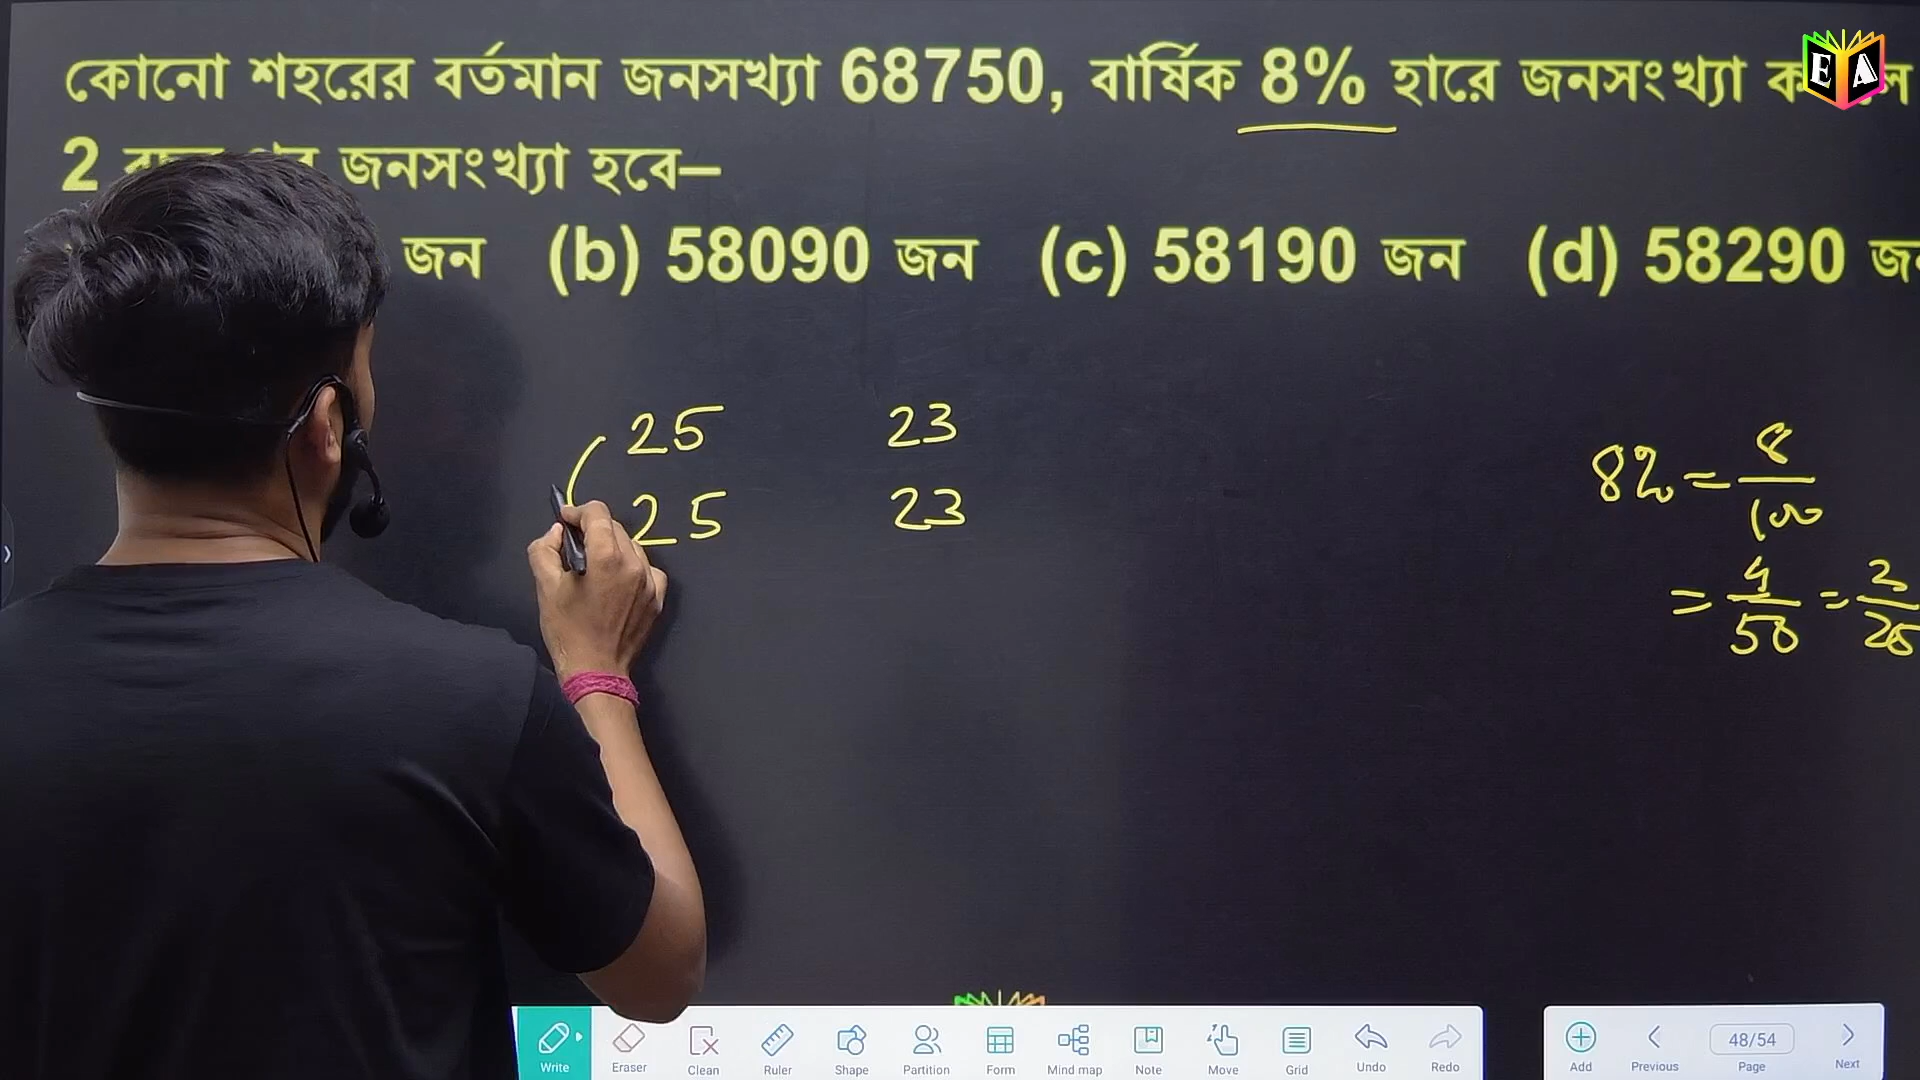 কোনো শহরের বর্তমান জনসখ্যা 68750, বার্ষিক 8% হারে জনসংখ্যা
2 জনসংখ্যা হবে–
জন (b) 58090 জন (c) 58190 জন (d) 58290
25 23
25 23
8% = 8/100
= 4/50 = 2/25
EA
Write Eraser Clean Ruler Shape Partition Form Mind map Note Move Grid Undo Redo Add Previous 48/54 Page Next